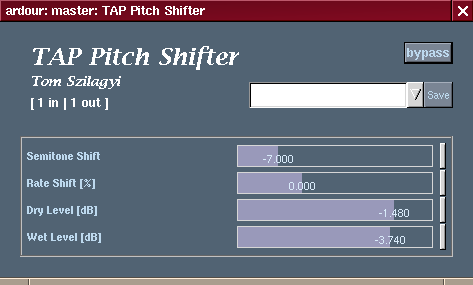 ardour: master: TAP Pitch Shifter
TAP Pitch Shifter
bypass
Tom Szilagyi
[ 1 in | 1 out ]
Save
Semitone Shift -7.000
Rate Shift [%] 0.000
Dry Level [dB] -1.480
Wet Level [dB] -3.740